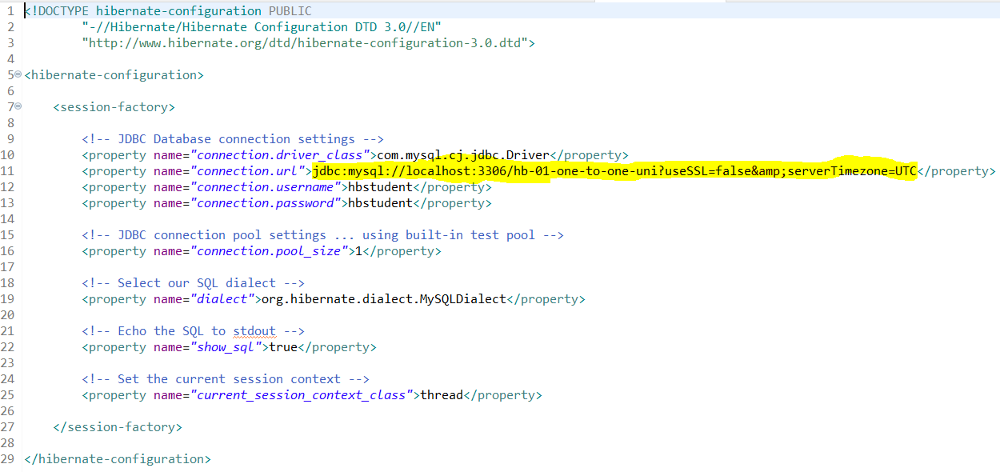 1 <!DOCTYPE hibernate-configuration PUBLIC
2 "-//Hibernate/Hibernate Configuration DTD 3.0//EN"
3 "http://www.hibernate.org/dtd/hibernate-configuration-3.0.dtd">
4
5 <hibernate-configuration>
6
7 <session-factory>
8
9 <!-- JDBC Database connection settings -->
10 <property name="connection.driver_class">com.mysql.cj.jdbc.Driver</property>
11 <property name="connection.url">jdbc:mysql://localhost:3306/hb-01-one-to-one-uni?useSSL=false&amp;serverTimezone=UTC</property>
12 <property name="connection.username">hbstudent</property>
13 <property name="connection.password">hbstudent</property>
14
15 <!-- JDBC connection pool settings ... using built-in test pool -->
16 <property name="connection.pool_size">1</property>
17
18 <!-- Select our SQL dialect -->
19 <property name="dialect">org.hibernate.dialect.MySQLDialect</property>
20
21 <!-- Echo the SQL to stdout -->
22 <property name="show_sql">true</property>
23
24 <!-- Set the current session context -->
25 <property name="current_session_context_class">thread</property>
26
27 </session-factory>
28
29 </hibernate-configuration>